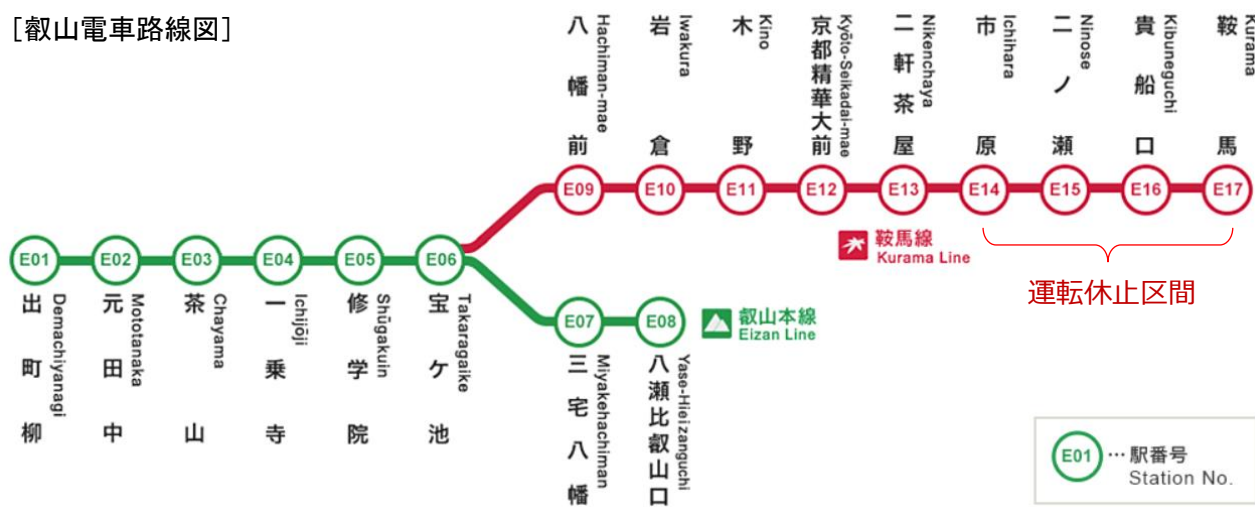 ［叡山電車路線図］
八幡前
Hachiman-mae
岩倉
Iwakura
木野
Kino
京都精華大前
Kyōto-Seikadai-mae
二軒茶屋
Nikenchaya
市原
Ichihara
二ノ瀬
Ninose
貴船口
Kibuneguchi
鞍馬
Kurama
E09
E10
E11
E12
E13
E14
E15
E16
E17
鞍馬線
Kurama Line
運転休止区間
E01
E02
E03
E04
E05
E06
出町柳
Demachiyanagi
元田中
Mototanaka
茶山
Chayama
一乗寺
Ichijōji
修学院
Shūgakuin
宝ケ池
Takaragaike
E07
E08
叡山本線
Eizan Line
三宅八幡
Miyakehachiman
八瀬比叡山口
Yase-Hieizanguchi
E01 …駅番号
Station No.